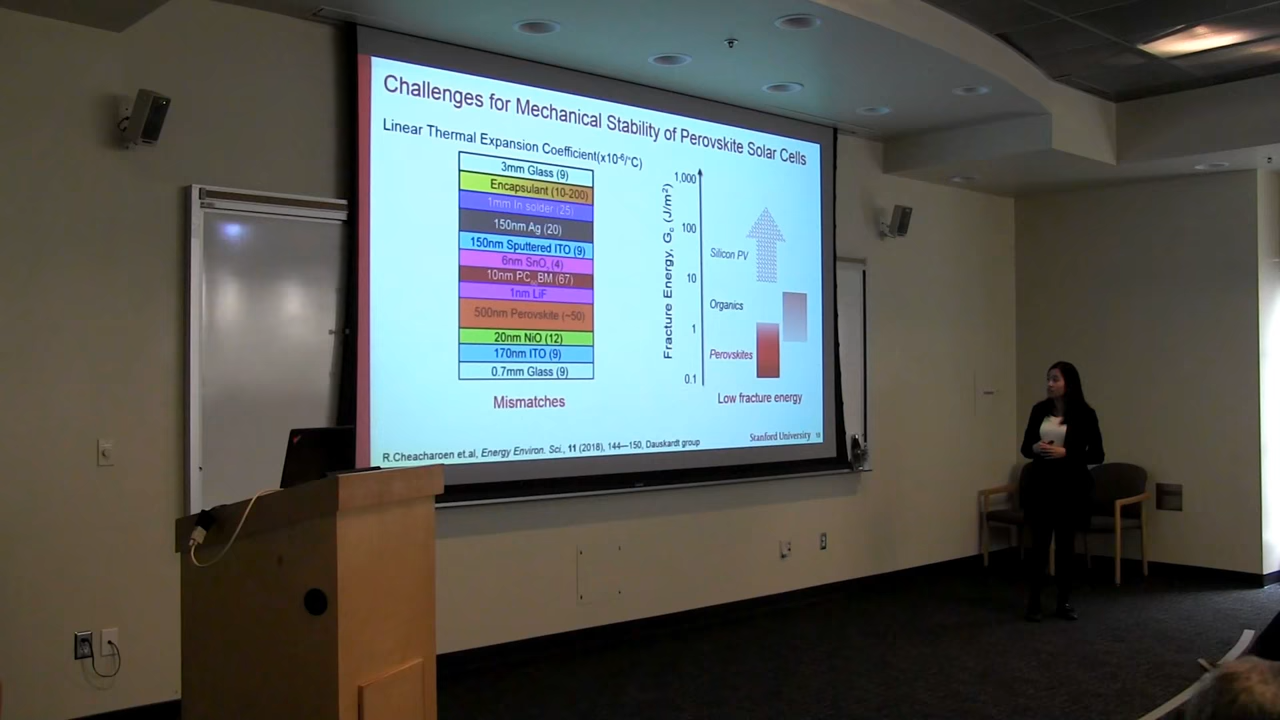 Challenges for Mechanical Stability of Perovskite Solar Cells
Linear Thermal Expansion Coefficient(x10⁻⁶/°C)
3mm Glass (9)
Encapsulant (10-200)
1mm In solder (25)
150nm Ag (20)
150nm Sputtered ITO (9)
6nm SnO (4)
10nm PC BM (67)
1nm LiF
500nm Perovskite (~50)
20nm NiO (12)
170nm ITO (9)
0.7mm Glass (9)
Mismatches
Fracture Energy, Gc (J/m²)
1,000
100
10
1
0.1
Silicon PV
Organics
Perovskites
Low fracture energy
R.Cheacharoen et.al, Energy Environ. Sci., 11 (2018), 144—150, Dauskardt group
Stanford University